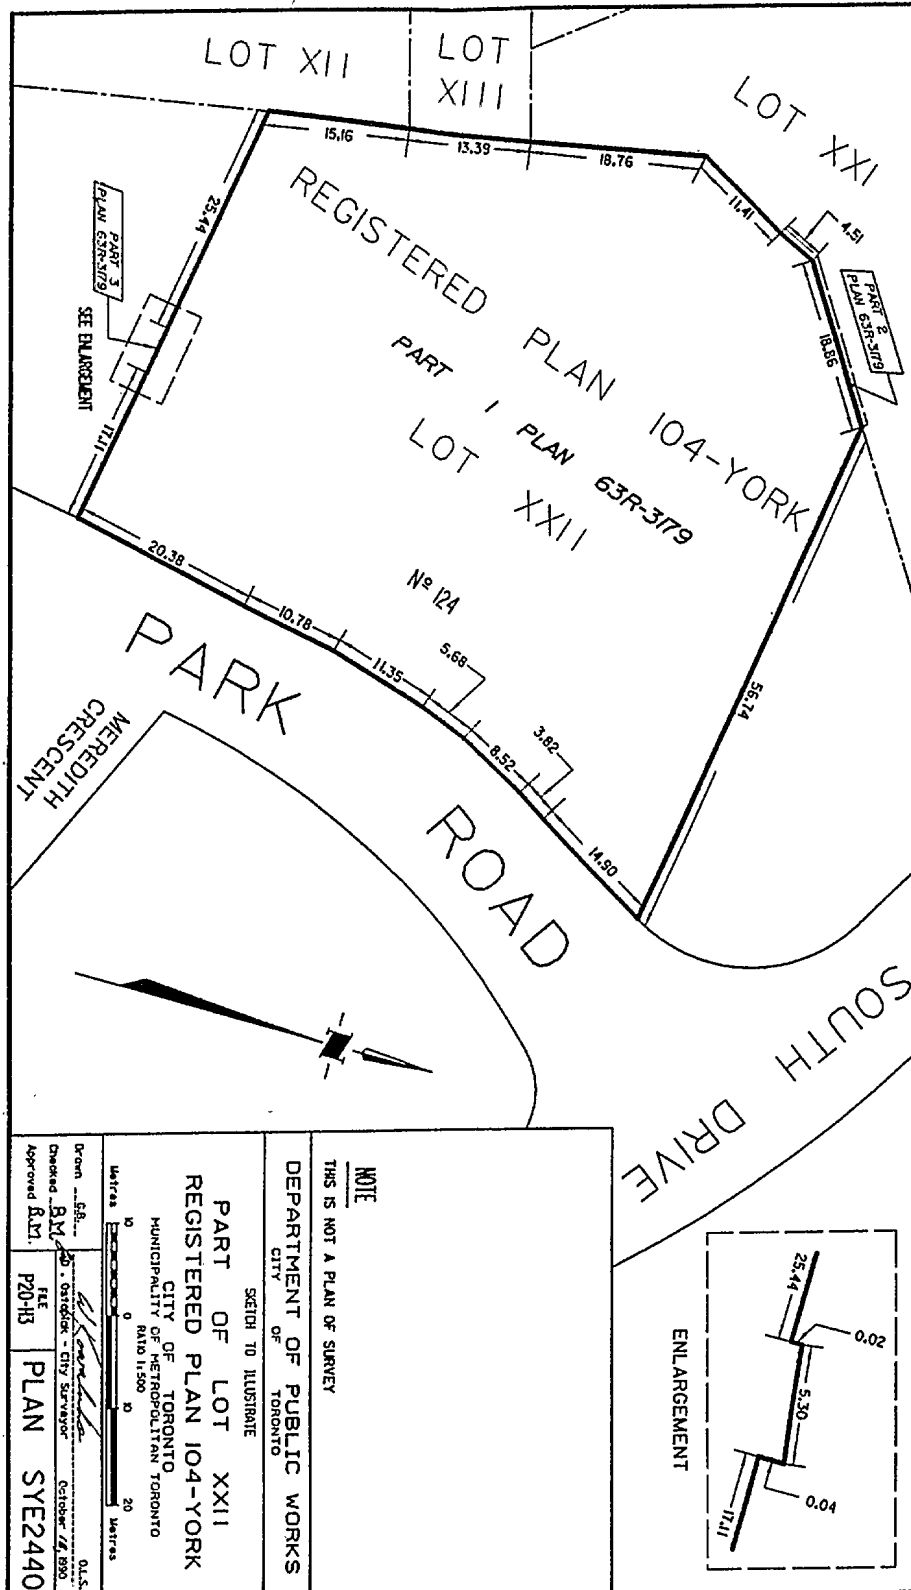 LOT XII
LOT
XIII
LOT XXI
15.16
13.39
18.76
11.41
4.51
PART 2
PLAN 63R-3179
18.86
25.44
PART 3
PLAN 63R-3179
SEE ENLARGEMENT
17.11
REGISTERED PLAN 104-YORK
PART 1 PLAN 63R-3179
LOT XXII
Nº 124
56.74
20.38
10.78
11.35
5.68
8.52
3.82
14.90
PARK ROAD
MEREDITH
CRESCENT
SOUTH DRIVE
25.44
0.02
5.30
0.04
17.11
ENLARGEMENT
NOTE
THIS IS NOT A PLAN OF SURVEY
DEPARTMENT OF PUBLIC WORKS
CITY OF TORONTO
SKETCH TO ILLUSTRATE
PART OF LOT XXII
REGISTERED PLAN 104-YORK
CITY OF TORONTO
MUNICIPALITY OF METROPOLITAN TORONTO
RATIO 1:500
Metres 10 0 10 20 Metres
Drawn G.B.
Checked B.M.
Approved B.M.
O.L.S.
City Surveyor October 1990
FILE
P20-H3
PLAN SYE2440